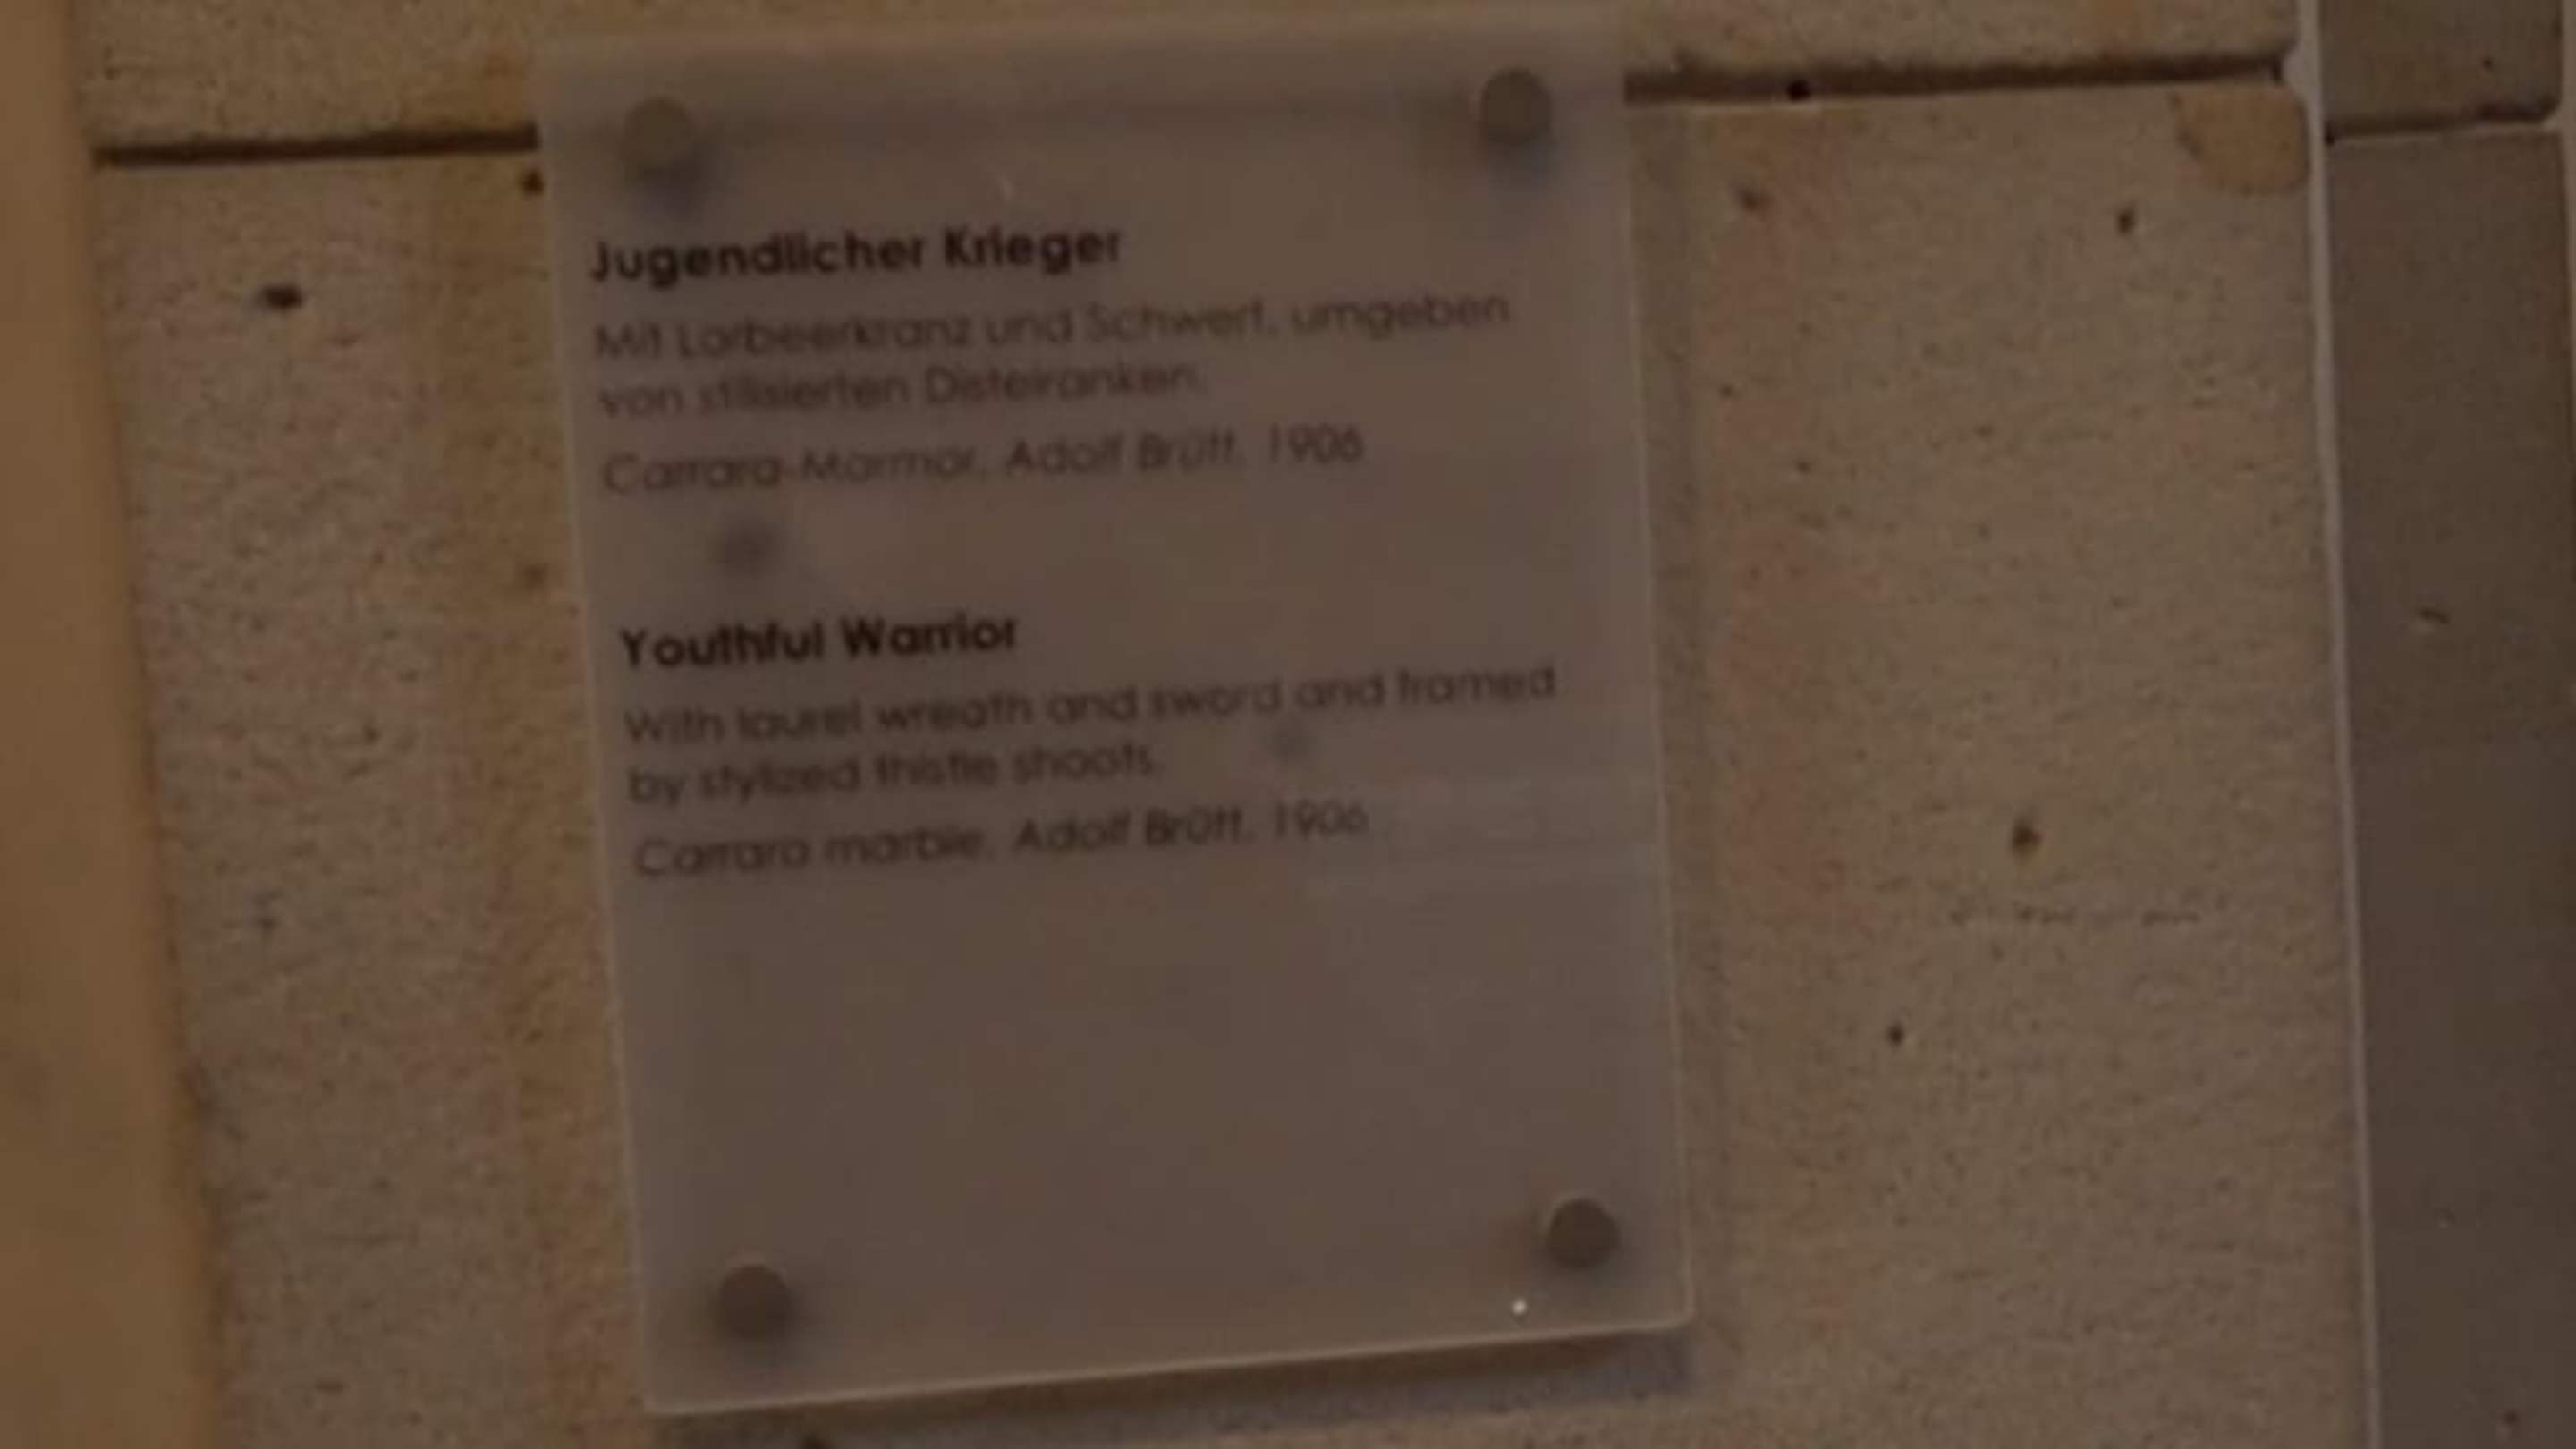 Jugendlicher Krieger
Mit Lorbeerkranz und Schwert, umgeben
von stilisierten Distelranken.
Carrara-Marmor, Adolf Brütt, 1906
Youthful Warrior
With laurel wreath and sword and framed
by stylized thistle shoots.
Carrara marble, Adolf Brütt, 1906